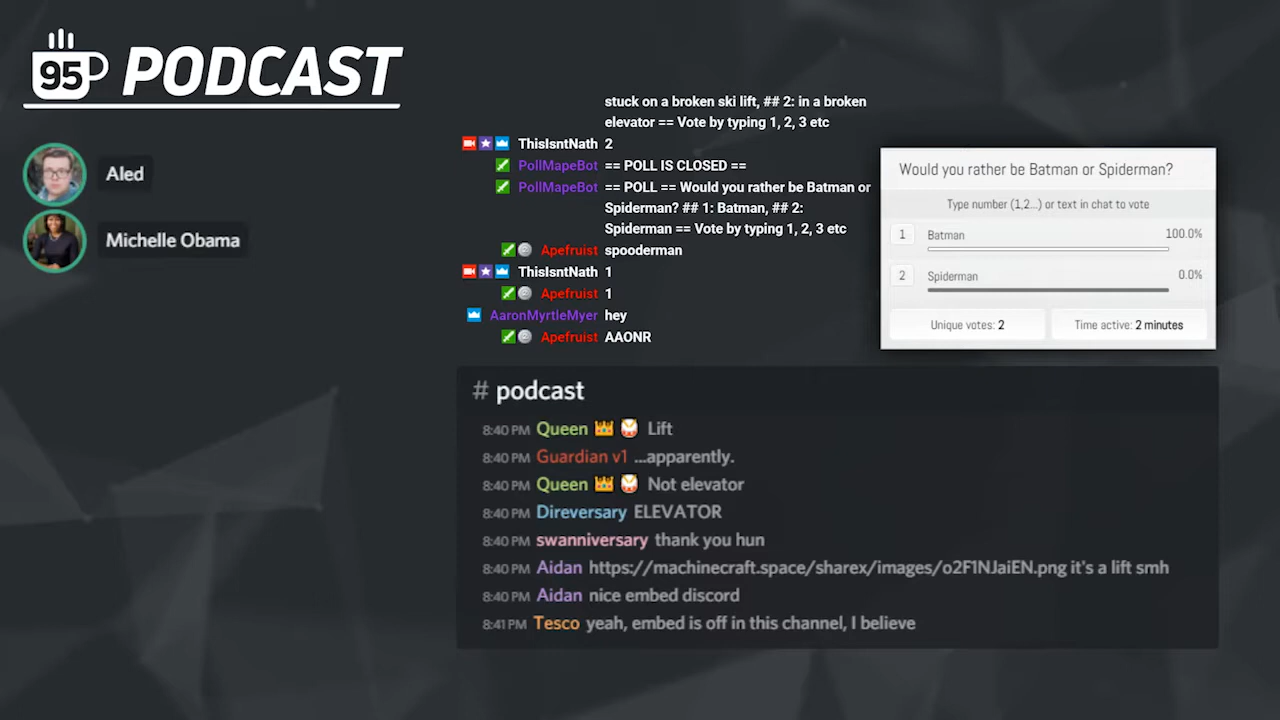 95 PODCAST
Aled
Michelle Obama
stuck on a broken ski lift, ## 2: in a broken
elevator == Vote by typing 1, 2, 3 etc
ThisIsntNath 2
PollMapeBot == POLL IS CLOSED ==
PollMapeBot == POLL == Would you rather be Batman or
Spiderman? ## 1: Batman, ## 2:
Spiderman == Vote by typing 1, 2, 3 etc
Apefruist spooderman
ThisIsntNath 1
Apefruist 1
AaronMyrtleMyer hey
Apefruist AAONR
Would you rather be Batman or Spiderman?
Type number (1,2...) or text in chat to vote
1 Batman 100.0%
2 Spiderman 0.0%
Unique votes: 2 Time active: 2 minutes
# podcast
8:40 PM Queen Lift
8:40 PM Guardian v1 ...apparently.
8:40 PM Queen Not elevator
8:40 PM Direversary ELEVATOR
8:40 PM swanniversary thank you hun
8:40 PM Aidan https://machinecraft.space/sharex/images/o2F1NJaiEN.png it's a lift smh
8:40 PM Aidan nice embed discord
8:41 PM Tesco yeah, embed is off in this channel, I believe